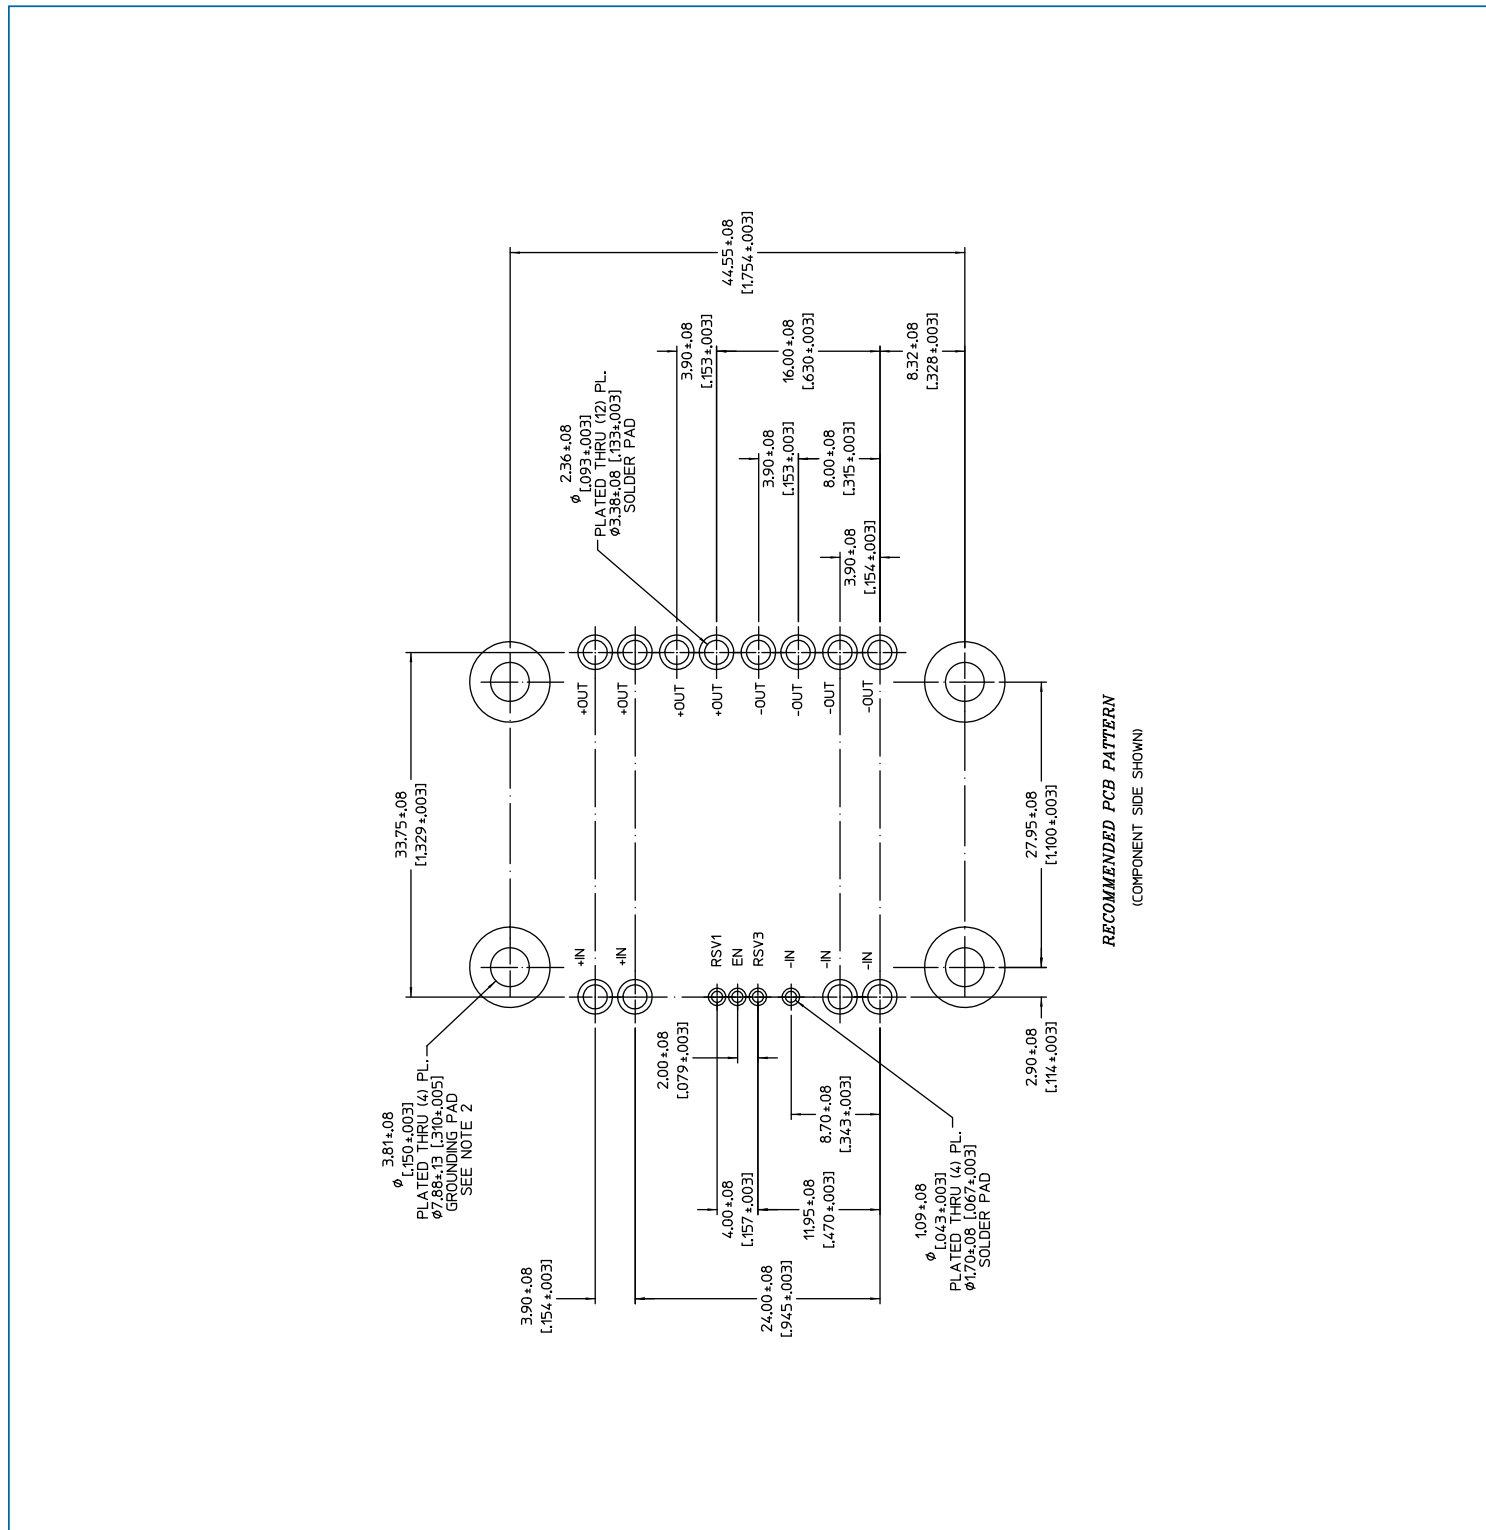 44.55±.08
[1.754±.003]
3.90±.08
[.153±.003]
16.00±.08
[.630±.003]
8.32±.08
[.328±.003]
2.36±.08
Ø
[.093±.003]
PLATED THRU (12) PL.
Ø3.38±.08 [.133±.003]
SOLDER PAD
3.90±.08
[.153±.003]
8.00±.08
[.315±.003]
3.90±.08
[.154±.003]
33.75±.08
[1.329±.003]
+OUT
+OUT
+OUT
+OUT
-OUT
-OUT
-OUT
-OUT
27.95±.08
[1.100±.003]
RECOMMENDED PCB PATTERN
(COMPONENT SIDE SHOWN)
+IN
+IN
RSV1
EN
RSV3
-IN
-IN
-IN
3.81±.08
Ø
[.150±.003]
PLATED THRU (4) PL.
Ø7.88±.13 [.310±.005]
GROUNDING PAD
SEE NOTE 2
2.00±.08
[.079±.003]
8.70±.08
[.343±.003]
2.90±.08
[.114±.003]
4.00±.08
[.157±.003]
11.95±.08
[.470±.003]
1.09±.08
Ø
[.043±.003]
PLATED THRU (4) PL.
Ø1.70±.08 [.067±.003]
SOLDER PAD
3.90±.08
[.154±.003]
24.00±.08
[.945±.003]